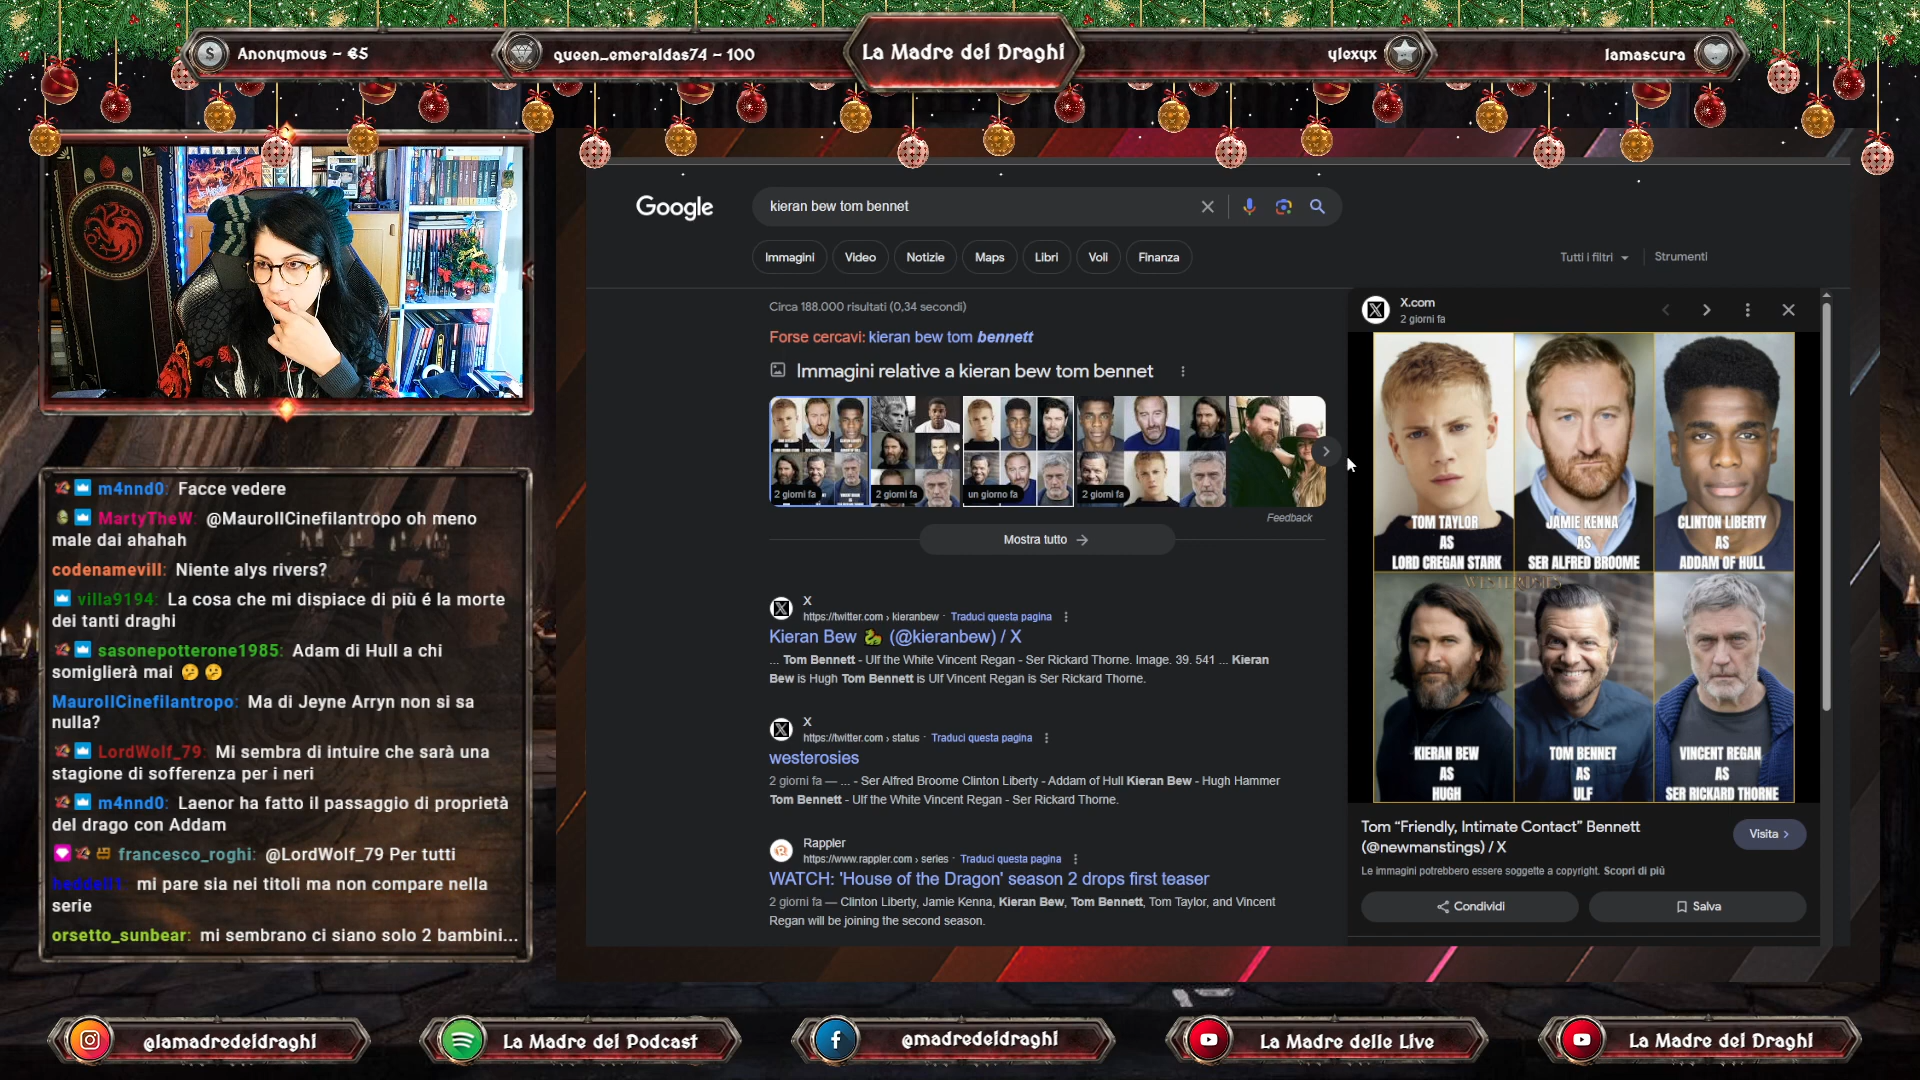 Anonymous - €5
queen_emeraldas74 - 100
La Madre dei Draghi
ylexyx
lamascura
Google
kieran bew tom bennet
Immagini
Video
Notizie
Maps
Libri
Voli
Finanza
Tutti i filtri
Strumenti
Circa 188.000 risultati (0,34 secondi)
Forse cercavi: kieran bew tom bennett
Immagini relative a kieran bew tom bennet
2 giorni fa
2 giorni fa
un giorno fa
2 giorni fa
Feedback
Mostra tutto
X
https://twitter.com › kieranbew · Traduci questa pagina
Kieran Bew 🐍 (@kieranbew) / X
... Tom Bennett - Ulf the White Vincent Regan - Ser Rickard Thorne. Image. 39. 541 ... Kieran
Bew is Hugh Tom Bennett is Ulf Vincent Regan is Ser Rickard Thorne.
X
https://twitter.com › status · Traduci questa pagina
westerosies
2 giorni fa — ... - Ser Alfred Broome Clinton Liberty - Addam of Hull Kieran Bew - Hugh Hammer
Tom Bennett - Ulf the White Vincent Regan - Ser Rickard Thorne.
Rappler
https://www.rappler.com › series · Traduci questa pagina
WATCH: 'House of the Dragon' season 2 drops first teaser
2 giorni fa — Clinton Liberty, Jamie Kenna, Kieran Bew, Tom Bennett, Tom Taylor, and Vincent
Regan will be joining the second season.
X.com
2 giorni fa
TOM TAYLOR
AS
LORD CREGAN STARK
JAMIE KENNA
AS
SER ALFRED BROOME
CLINTON LIBERTY
AS
ADDAM OF HULL
WESTEROSIES
KIERAN BEW
AS
HUGH
TOM BENNET
AS
ULF
VINCENT REGAN
AS
SER RICKARD THORNE
Tom “Friendly, Intimate Contact” Bennett
(@newmanstings) / X
Visita
Le immagini potrebbero essere soggette a copyright. Scopri di più
Condividi
Salva
m4nnd0: Facce vedere
MartyTheW: @MauroIlCinefilantropo oh meno
male dai ahahah
codenamevill: Niente alys rivers?
villa9194: La cosa che mi dispiace di più é la morte
dei tanti draghi
sasonepotterone1985: Adam di Hull a chi
somiglierà mai 🤔 🤔
MauroIlCinefilantropo: Ma di Jeyne Arryn non si sa
nulla?
LordWolf_79: Mi sembra di intuire che sarà una
stagione di sofferenza per i neri
m4nnd0: Laenor ha fatto il passaggio di proprietà
del drago con Addam
francesco_roghi: @LordWolf_79 Per tutti
mi pare sia nei titoli ma non compare nella
serie
orsetto_sunbear: mi sembrano ci siano solo 2 bambini...
@lamadredeidraghi
La Madre dei Podcast
@madredeidraghi
La Madre delle Live
La Madre dei Draghi